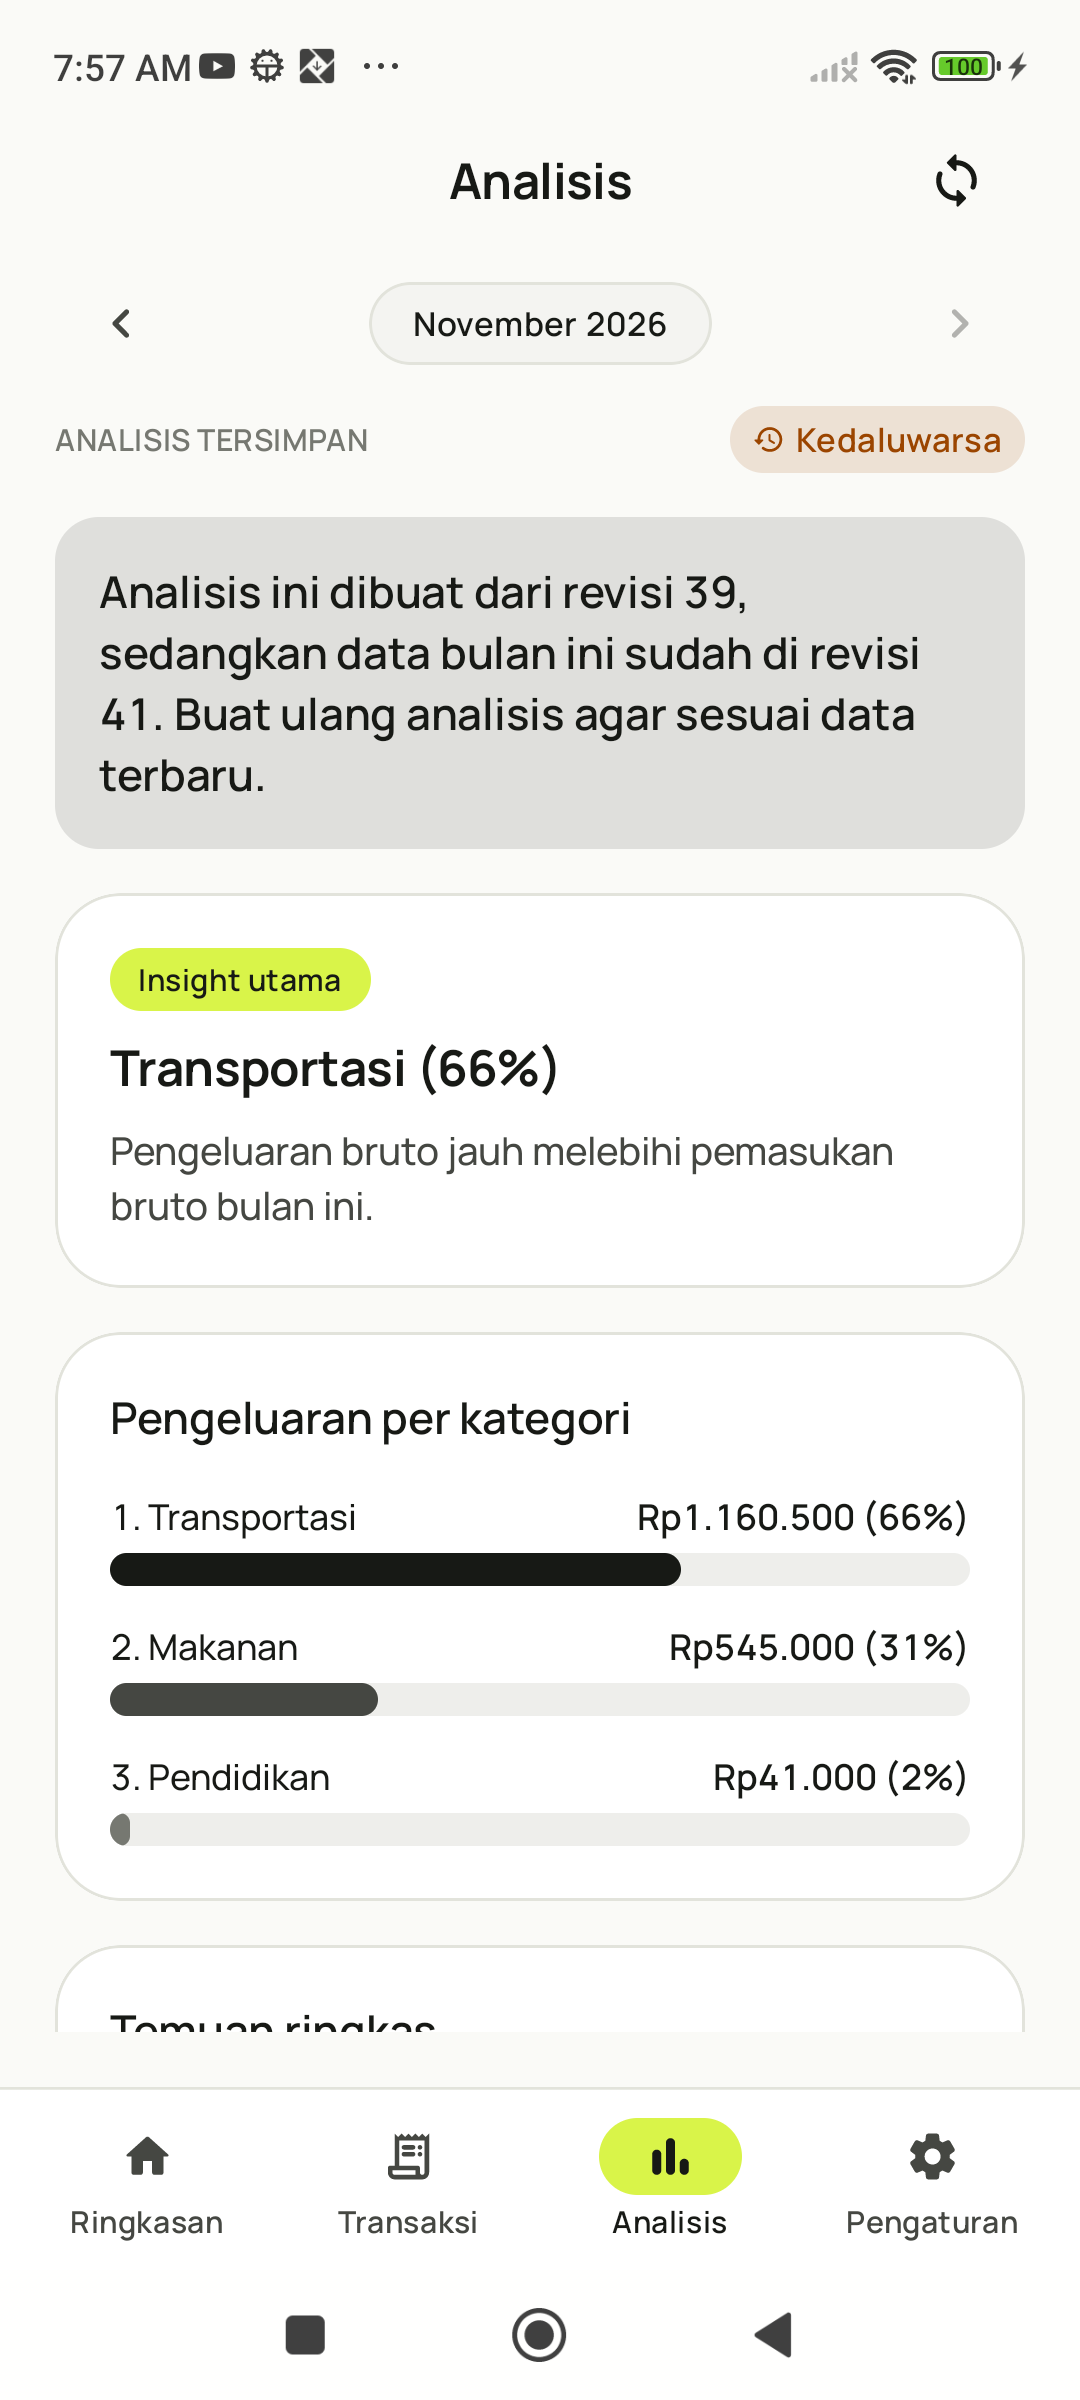 7:57 AM
100
Analisis
November 2026
ANALISIS TERSIMPAN
Kedaluwarsa
Analisis ini dibuat dari revisi 39,
sedangkan data bulan ini sudah di revisi
41. Buat ulang analisis agar sesuai data
terbaru.
Insight utama
Transportasi (66%)
Pengeluaran bruto jauh melebihi pemasukan
bruto bulan ini.
Pengeluaran per kategori
1. Transportasi Rp1.160.500 (66%)
2. Makanan Rp545.000 (31%)
3. Pendidikan Rp41.000 (2%)
Temuan ringkas
Ringkasan Transaksi Analisis Pengaturan